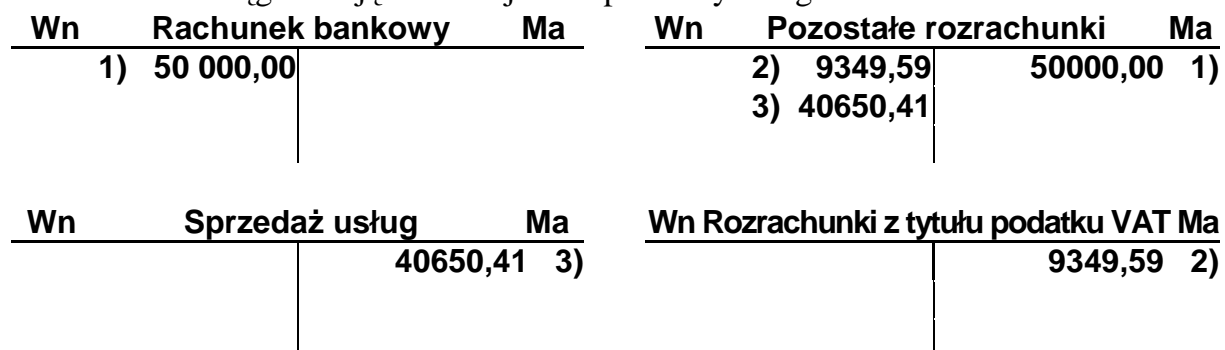 Wn Rachunek bankowy Ma
1) 50 000,00
Wn Pozostałe rozrachunki Ma
2) 9349,59 50000,00 1)
3) 40650,41
Wn Sprzedaż usług Ma
40650,41 3)
Wn Rozrachunki z tytułu podatku VAT Ma
9349,59 2)